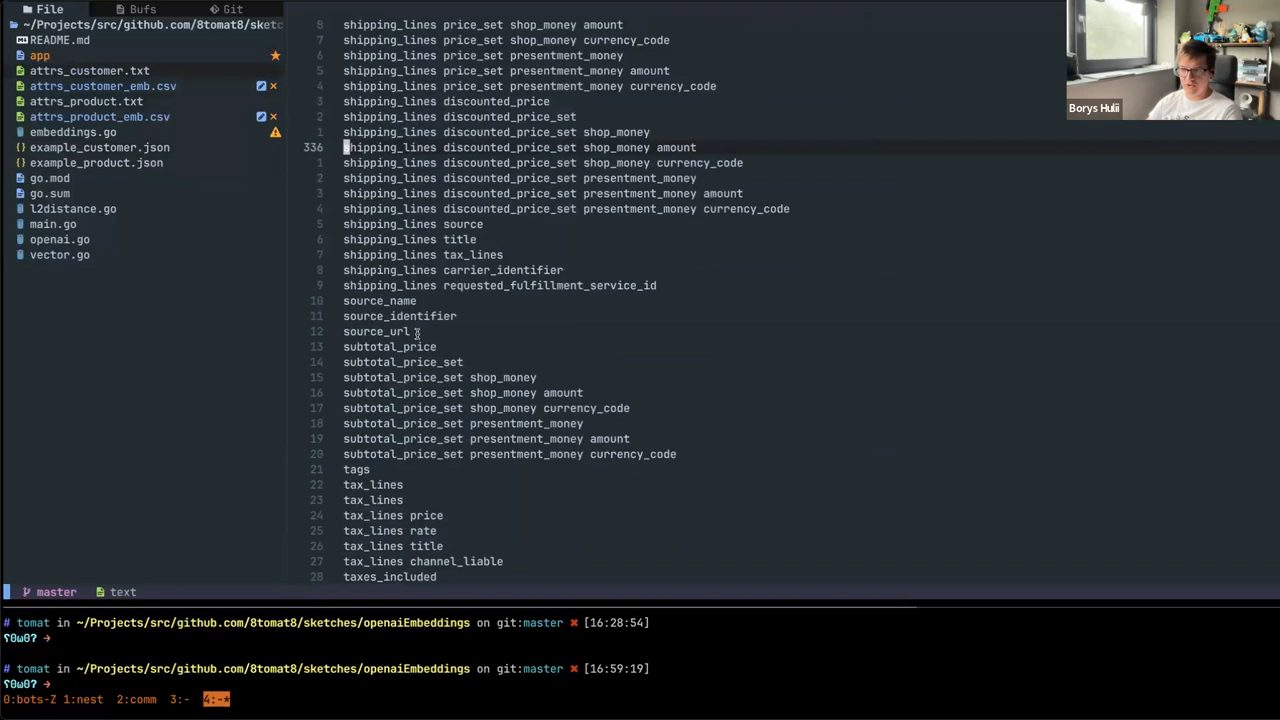 File Bufs Git
~/Projects/src/github.com/8tomat8/sketc
README.md
app
attrs_customer.txt
attrs_customer_emb.csv
attrs_product.txt
attrs_product_emb.csv
embeddings.go
example_customer.json
example_product.json
go.mod
go.sum
l2distance.go
main.go
openai.go
vector.go
8 shipping_lines price_set shop_money amount
7 shipping_lines price_set shop_money currency_code
6 shipping_lines price_set presentment_money
5 shipping_lines price_set presentment_money amount
4 shipping_lines price_set presentment_money currency_code
3 shipping_lines discounted_price
2 shipping_lines discounted_price_set
1 shipping_lines discounted_price_set shop_money
336 shipping_lines discounted_price_set shop_money amount
1 shipping_lines discounted_price_set shop_money currency_code
2 shipping_lines discounted_price_set presentment_money
3 shipping_lines discounted_price_set presentment_money amount
4 shipping_lines discounted_price_set presentment_money currency_code
5 shipping_lines source
6 shipping_lines title
7 shipping_lines tax_lines
8 shipping_lines carrier_identifier
9 shipping_lines requested_fulfillment_service_id
10 source_name
11 source_identifier
12 source_url
13 subtotal_price
14 subtotal_price_set
15 subtotal_price_set shop_money
16 subtotal_price_set shop_money amount
17 subtotal_price_set shop_money currency_code
18 subtotal_price_set presentment_money
19 subtotal_price_set presentment_money amount
20 subtotal_price_set presentment_money currency_code
21 tags
22 tax_lines
23 tax_lines
24 tax_lines price
25 tax_lines rate
26 tax_lines title
27 tax_lines channel_liable
28 taxes_included
Borys Hulii
master text
# tomat in ~/Projects/src/github.com/8tomat8/sketches/openaiEmbeddings on git:master ✖ [16:28:54]
ʕ0ω0ʔ →
# tomat in ~/Projects/src/github.com/8tomat8/sketches/openaiEmbeddings on git:master ✖ [16:59:19]
ʕ0ω0ʔ →
0:bots-Z 1:nest 2:comm 3:- 4:-*